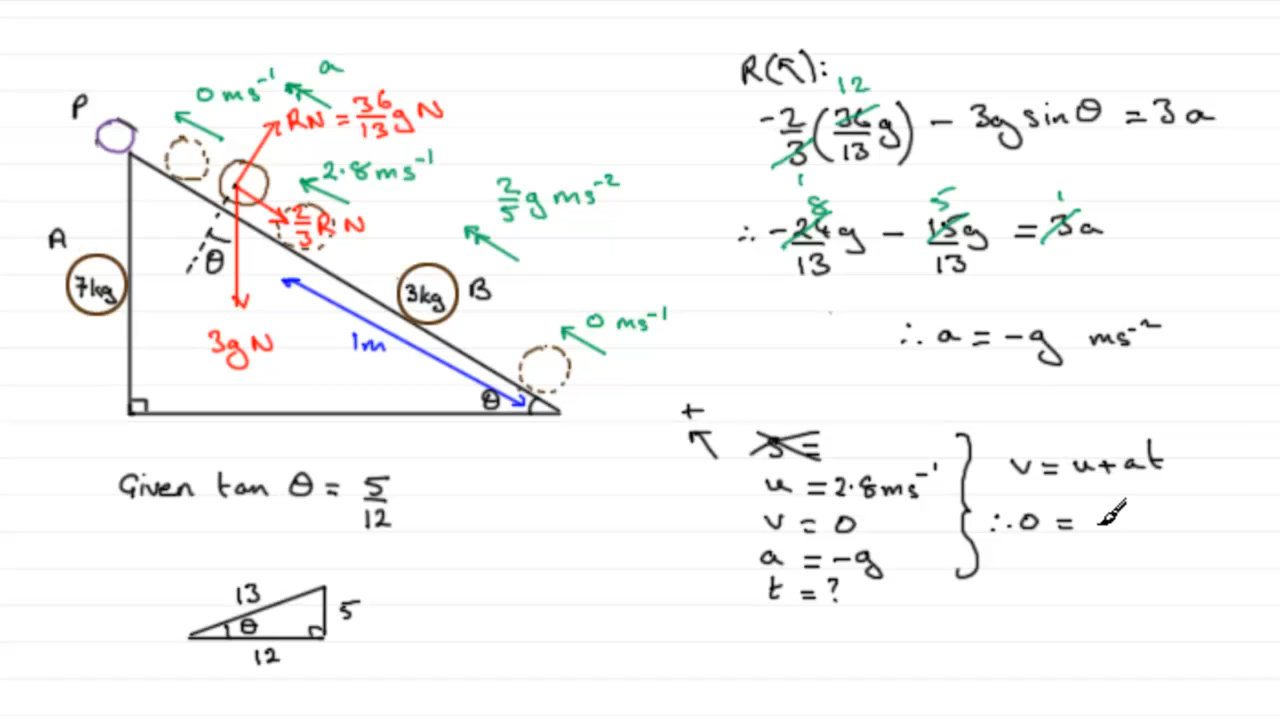 P
0 ms⁻¹
a
RN = 36/13 g N
2.8 ms⁻¹
2/3 R N
2/5 g ms⁻²
A
7kg
θ
3kg
B
3g N
1m
0 ms⁻¹
θ
Given tan θ = 5/12
13
5
θ
12
R(↖):
12
-2/3 (36/13 g) - 3g sin θ = 3a
1
8 5 1
∴ -24/13 g - 15/13 g = 3a
∴ a = -g ms⁻²
+
s =
u = 2.8 ms⁻¹
v = 0
a = -g
t = ?
v = u + at
∴ 0 =